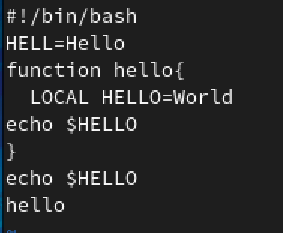 #!/bin/bash
HELL=Hello
function hello{
  LOCAL HELLO=World
echo $HELLO
}
echo $HELLO
hello
~